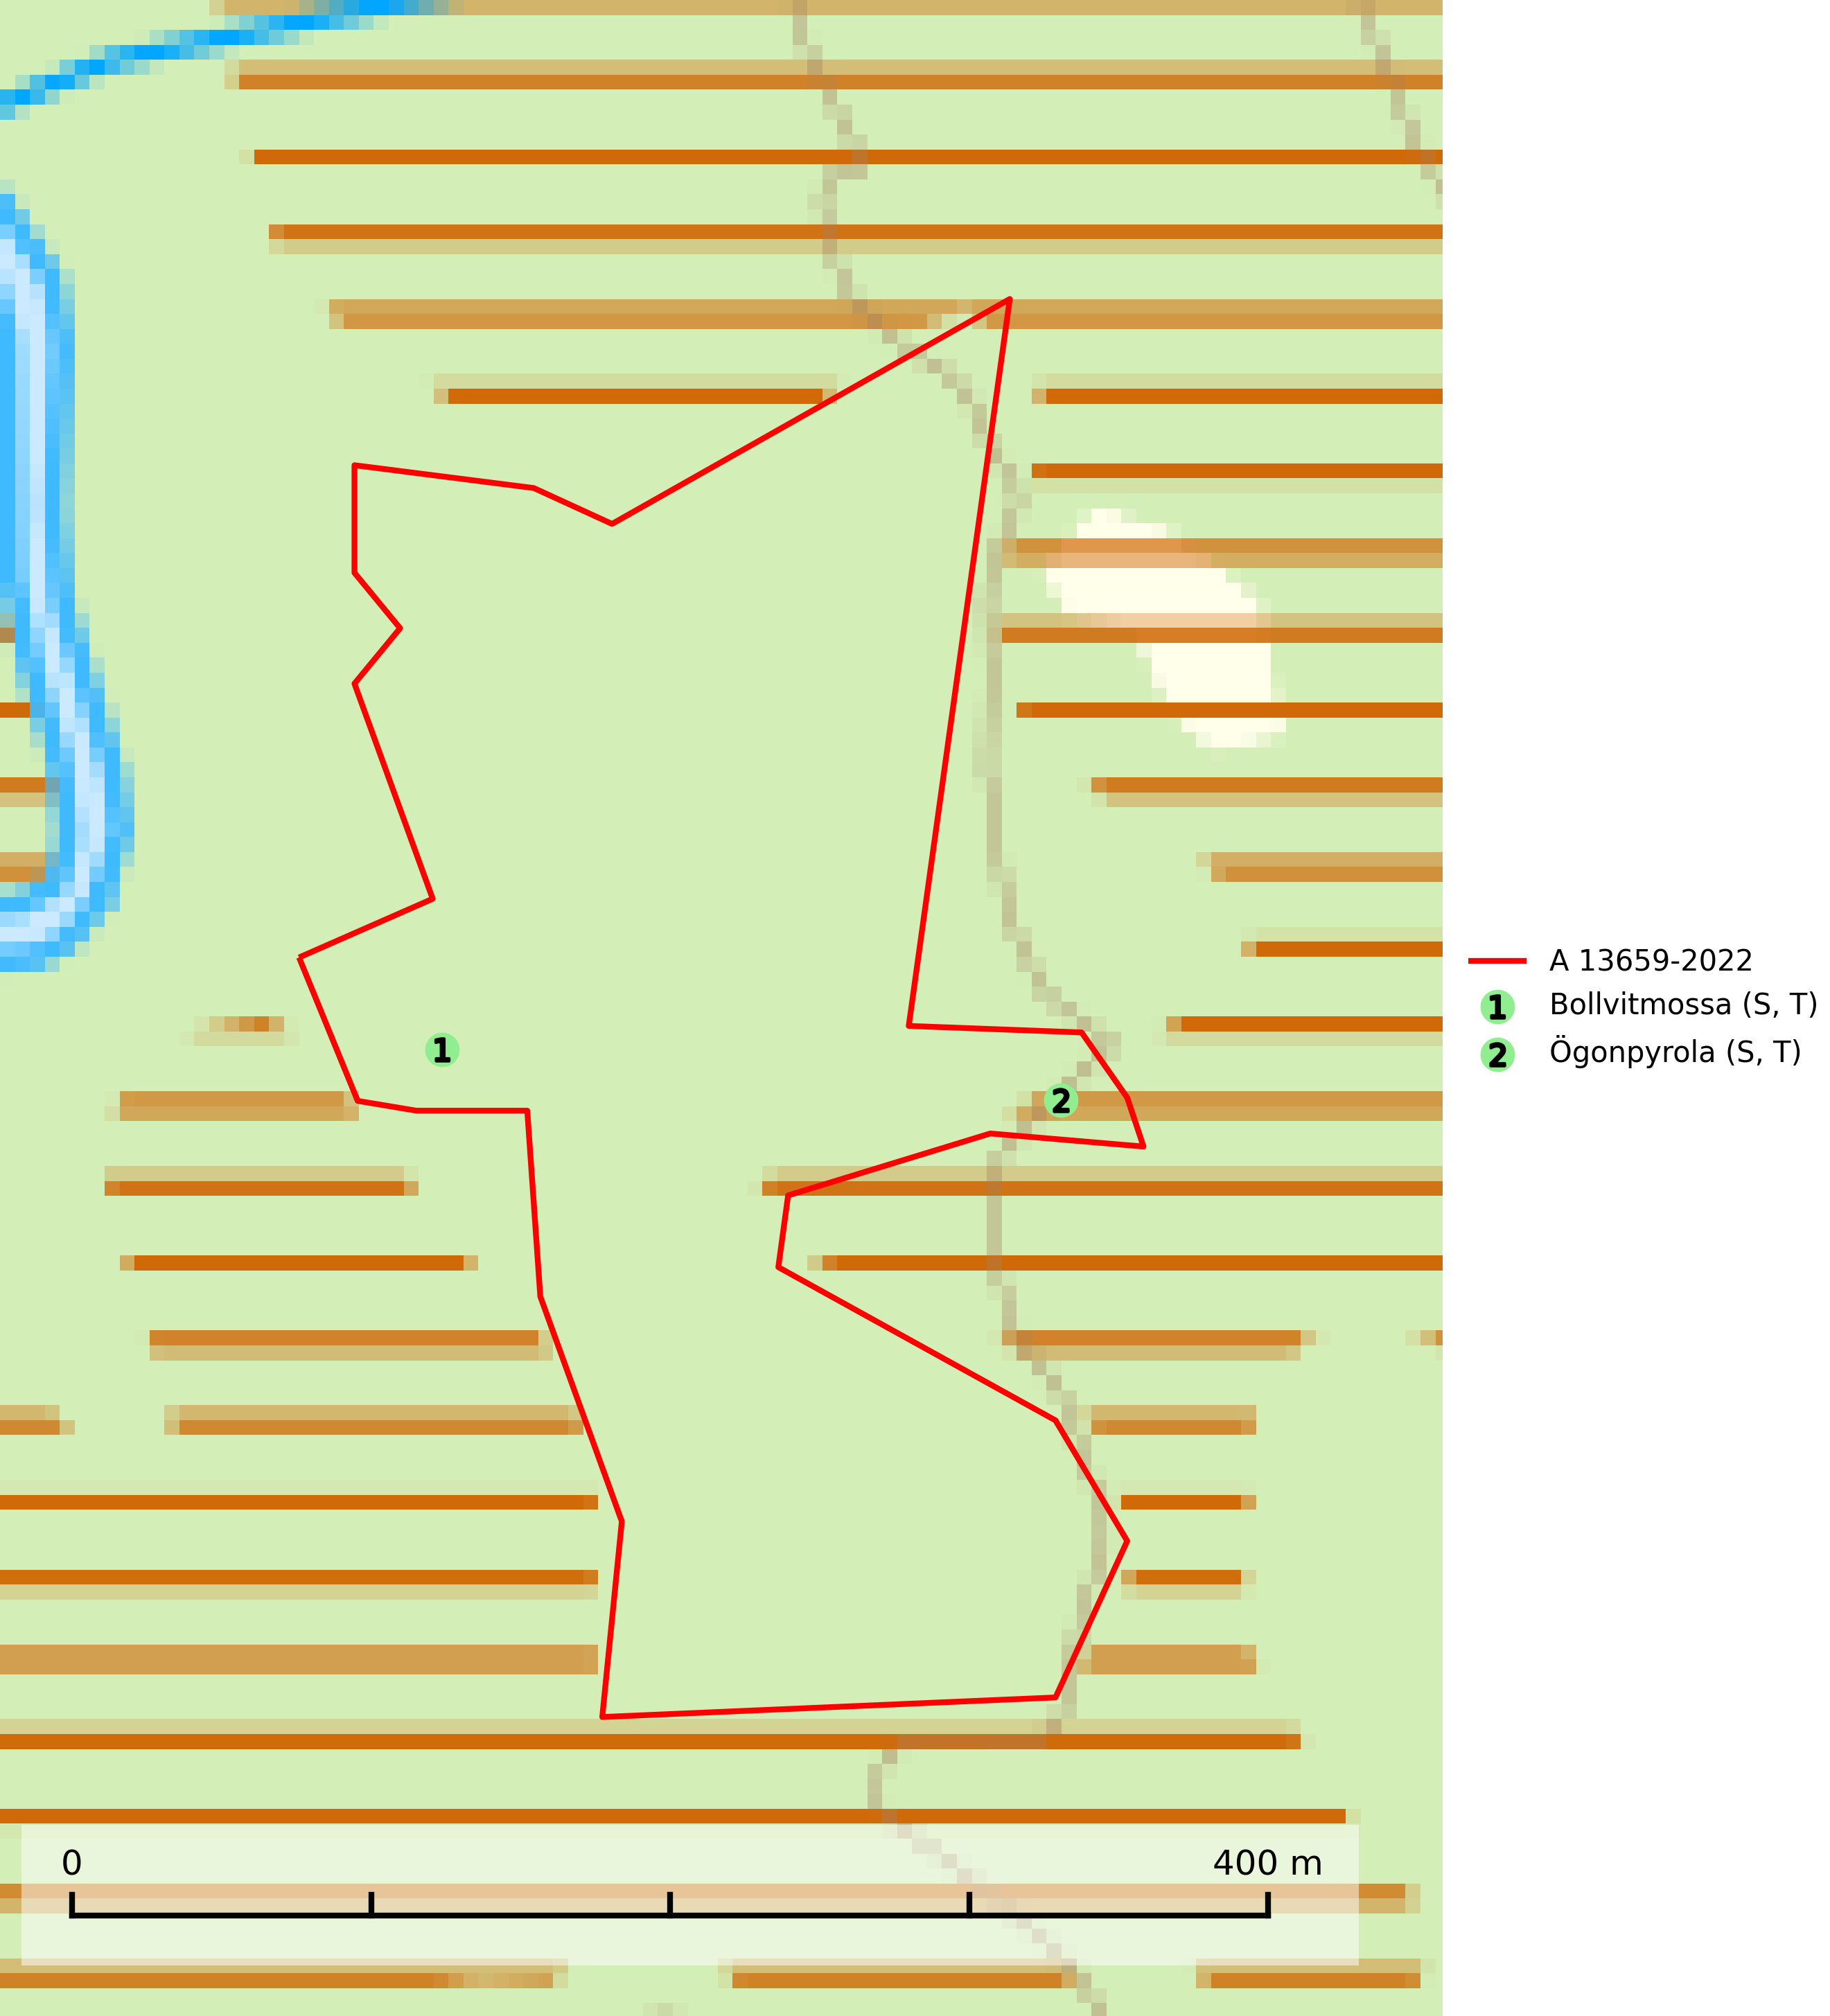 A 13659-2022
1 Bollvitmossa (S, T)
1
2 Ögonpyrola (S, T)
2
0 400 m